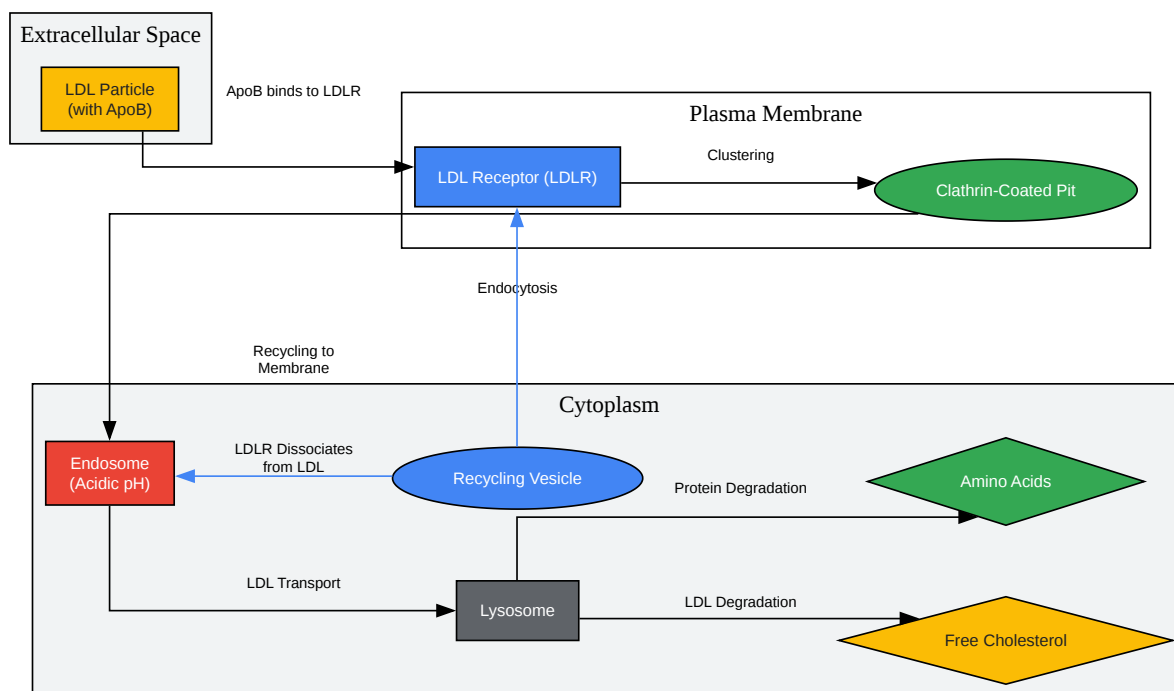 Extracellular Space
LDL Particle
(with ApoB)
ApoB binds to LDLR
Plasma Membrane
Clustering
LDL Receptor (LDLR)
Clathrin-Coated Pit
Endocytosis
Recycling to
Membrane
Cytoplasm
LDLR Dissociates
from LDL
Endosome
(Acidic pH)
Recycling Vesicle
Protein Degradation
Amino Acids
LDL Transport
Lysosome
LDL Degradation
Free Cholesterol